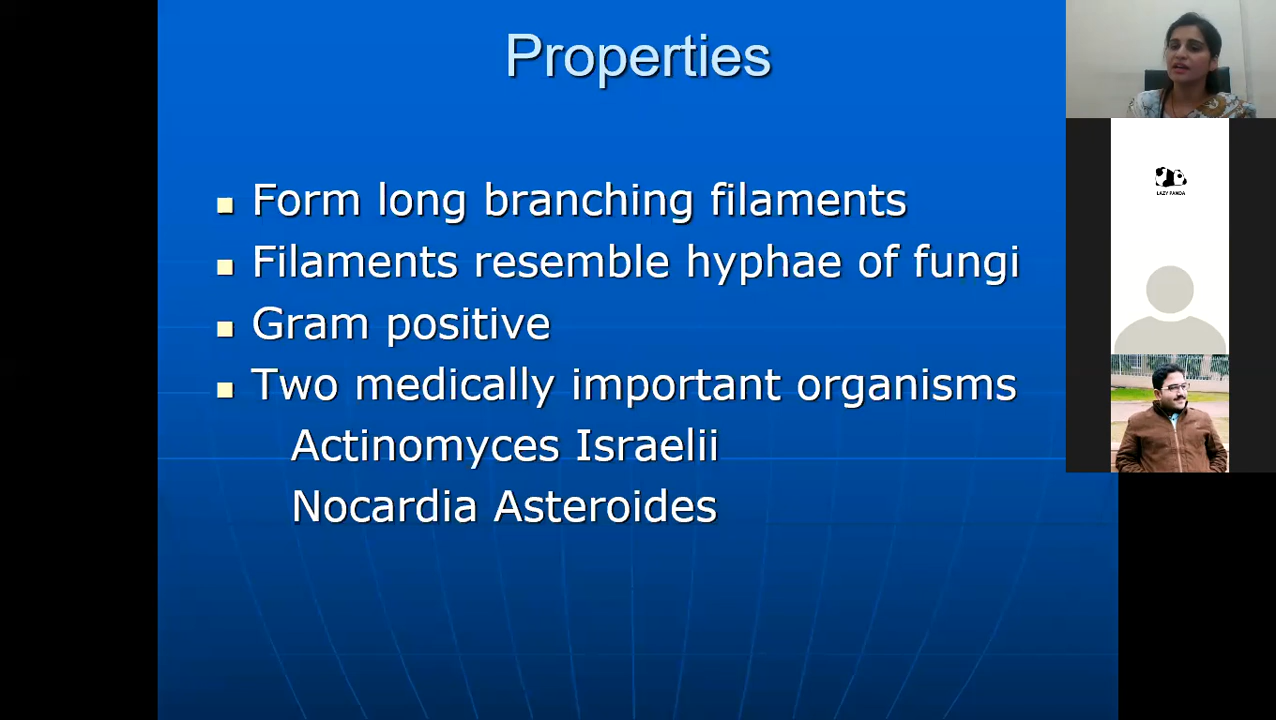 Properties
Form long branching filaments
Filaments resemble hyphae of fungi
Gram positive
Two medically important organisms
Actinomyces Israelii
Nocardia Asteroides
LAZY PANDA